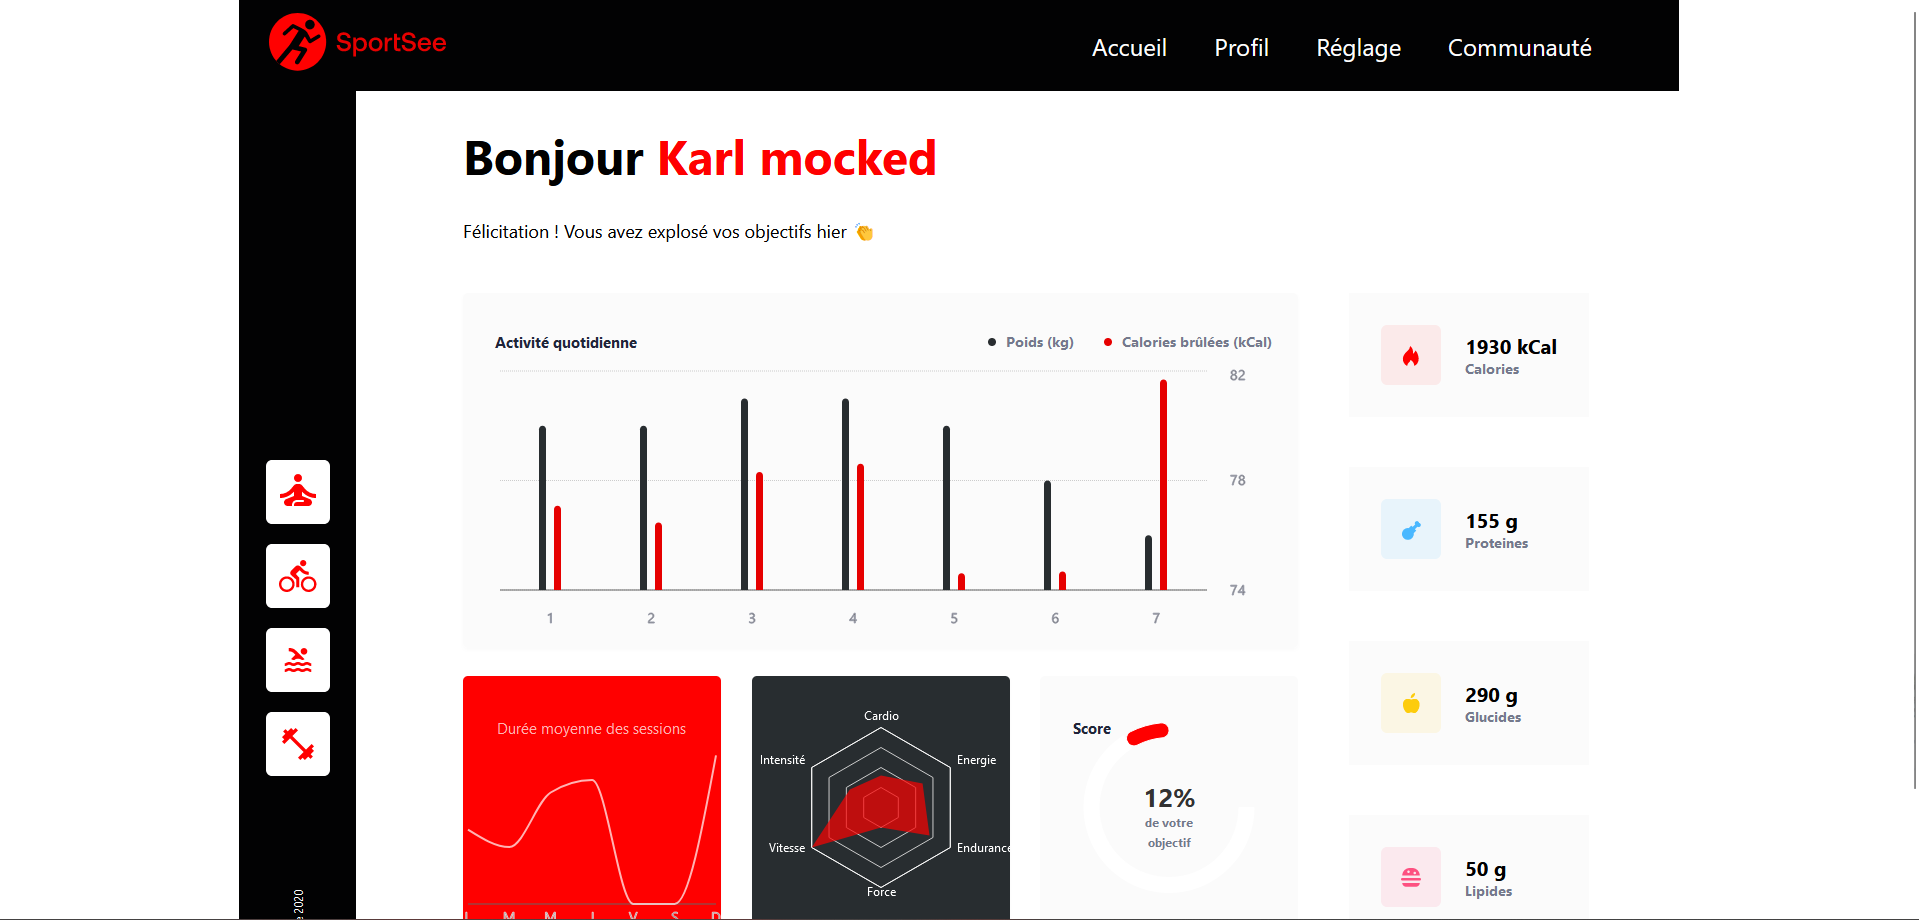 SportSee
Accueil Profil Réglage Communauté
Bonjour Karl mocked
Félicitation ! Vous avez explosé vos objectifs hier 👏
Activité quotidienne
Poids (kg) Calories brûlées (kCal)
82
78
74
1 2 3 4 5 6 7
1930 kCal
Calories
155 g
Proteines
290 g
Glucides
50 g
Lipides
Durée moyenne des sessions
L M M J V S D
Cardio
Intensité Energie
Vitesse Endurance
Force
Score
12%
de votre
objectif
2020